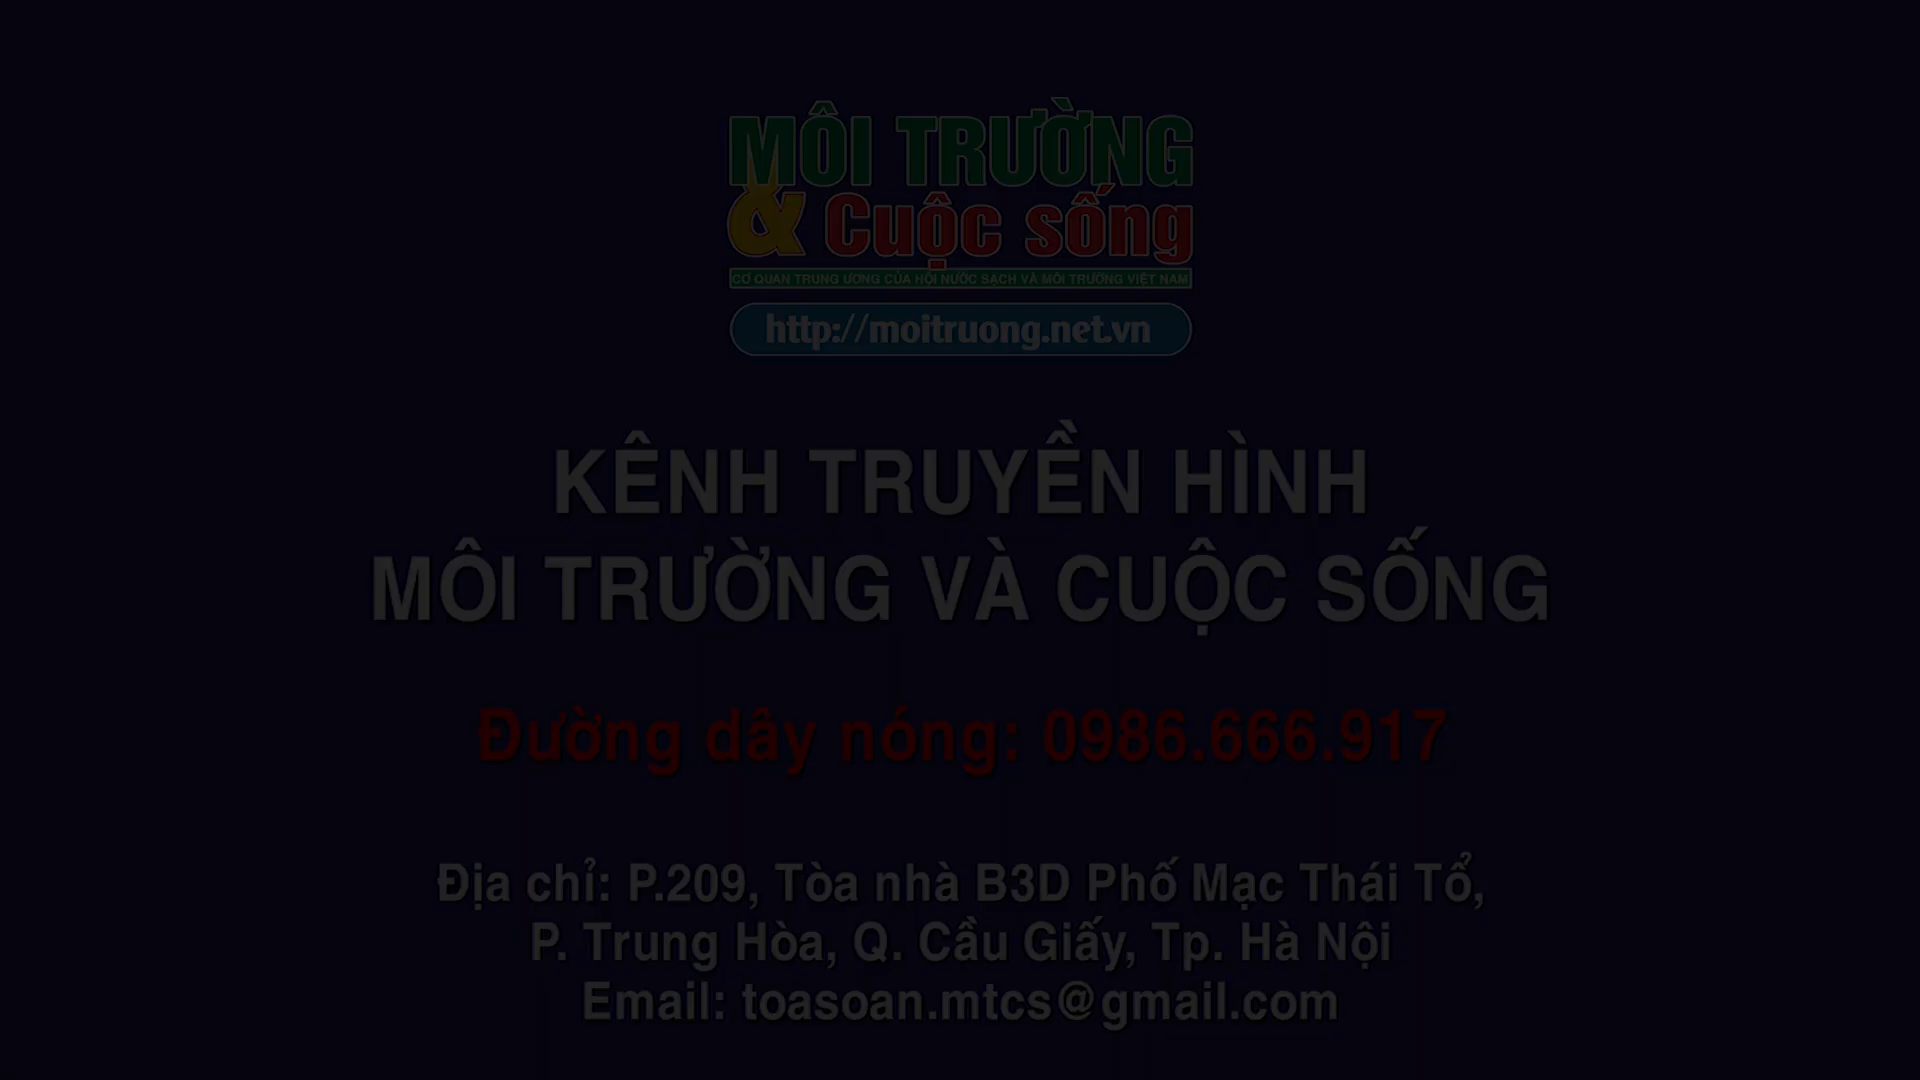 MÔI TRƯỜNG
& Cuộc sống
CƠ QUAN TRUNG ƯƠNG CỦA HỘI NƯỚC SẠCH VÀ MÔI TRƯỜNG VIỆT NAM
http://moitruong.net.vn
KÊNH TRUYỀN HÌNH
MÔI TRƯỜNG VÀ CUỘC SỐNG
Đường dây nóng: 0986.666.917
Địa chỉ: P.209, Tòa nhà B3D Phố Mạc Thái Tổ,
P. Trung Hòa, Q. Cầu Giấy, Tp. Hà Nội
Email: toasoan.mtcs@gmail.com